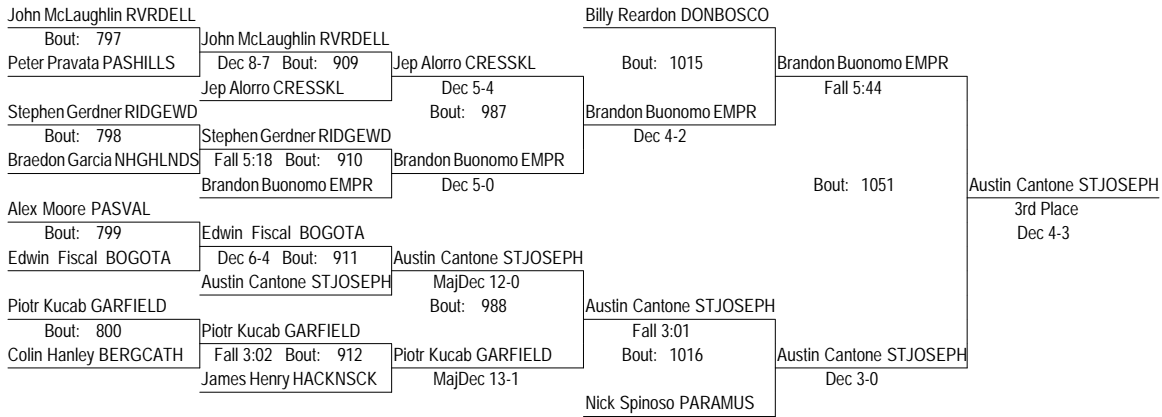 John McLaughlin RVRDELL Billy Reardon DONBOSCO
Bout: 797 John McLaughlin RVRDELL
Peter Pravata PASHILLS Dec 8-7 Bout: 909 Jep Alorro CRESSKL Bout: 1015 Brandon Buonomo EMPR
Jep Alorro CRESSKL Dec 5-4 Fall 5:44
Stephen Gerdner RIDGEWD Bout: 987 Brandon Buonomo EMPR
Bout: 798 Stephen Gerdner RIDGEWD Dec 4-2
Braedon Garcia NHGHLNDS Fall 5:18 Bout: 910 Brandon Buonomo EMPR
Brandon Buonomo EMPR Dec 5-0 Bout: 1051 Austin Cantone STJOSEPH
Alex Moore PASVAL 3rd Place
Bout: 799 Edwin Fiscal BOGOTA Dec 4-3
Edwin Fiscal BOGOTA Dec 6-4 Bout: 911 Austin Cantone STJOSEPH
Austin Cantone STJOSEPH MajDec 12-0
Piotr Kucab GARFIELD Bout: 988 Austin Cantone STJOSEPH
Bout: 800 Piotr Kucab GARFIELD Fall 3:01
Colin Hanley BERGCATH Fall 3:02 Bout: 912 Piotr Kucab GARFIELD Bout: 1016 Austin Cantone STJOSEPH
James Henry HACKNSCK MajDec 13-1 Dec 3-0
Nick Spinoso PARAMUS